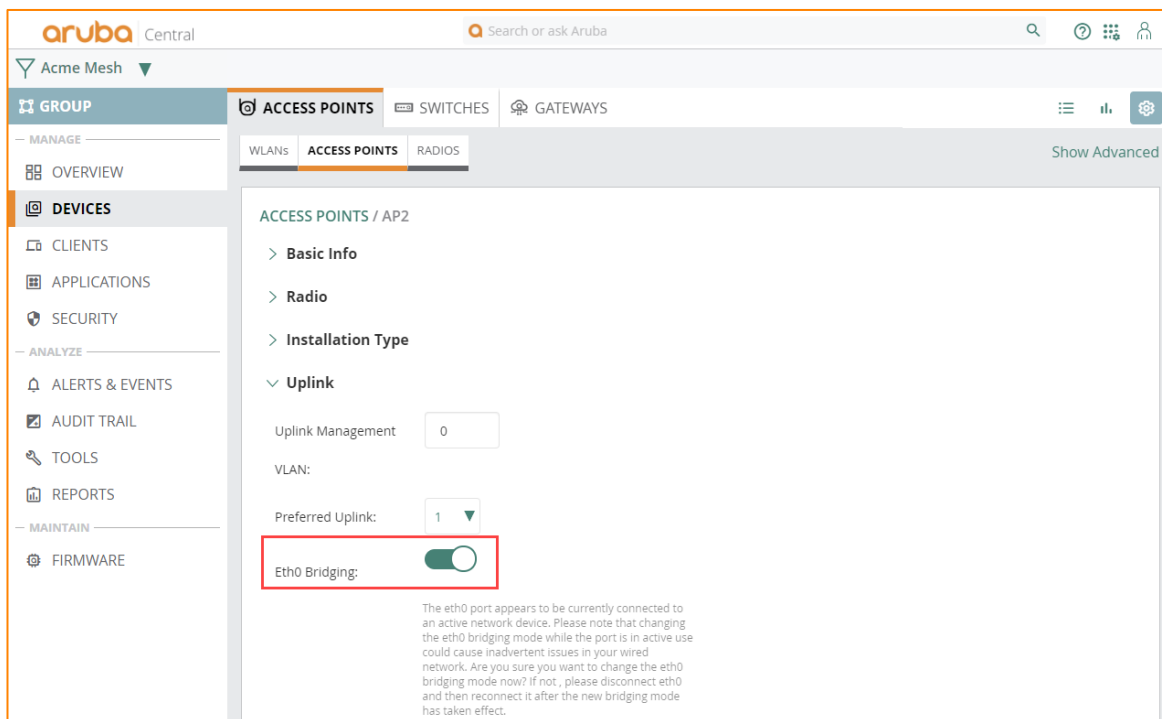 aruba Central
Search or ask Aruba
Acme Mesh
GROUP
ACCESS POINTS
SWITCHES
GATEWAYS
MANAGE
WLANs
ACCESS POINTS
RADIOS
Show Advanced
OVERVIEW
DEVICES
CLIENTS
APPLICATIONS
SECURITY
ANALYZE
ALERTS & EVENTS
AUDIT TRAIL
TOOLS
REPORTS
MAINTAIN
FIRMWARE
ACCESS POINTS / AP2
Basic Info
Radio
Installation Type
Uplink
Uplink Management 0
VLAN:
Preferred Uplink: 1
Eth0 Bridging:
The eth0 port appears to be currently connected to
an active network device. Please note that changing
the eth0 bridging mode while the port is in active use
could cause inadvertent issues in your wired
network. Are you sure you want to change the eth0
bridging mode now? If not , please disconnect eth0
and then reconnect it after the new bridging mode
has taken effect.